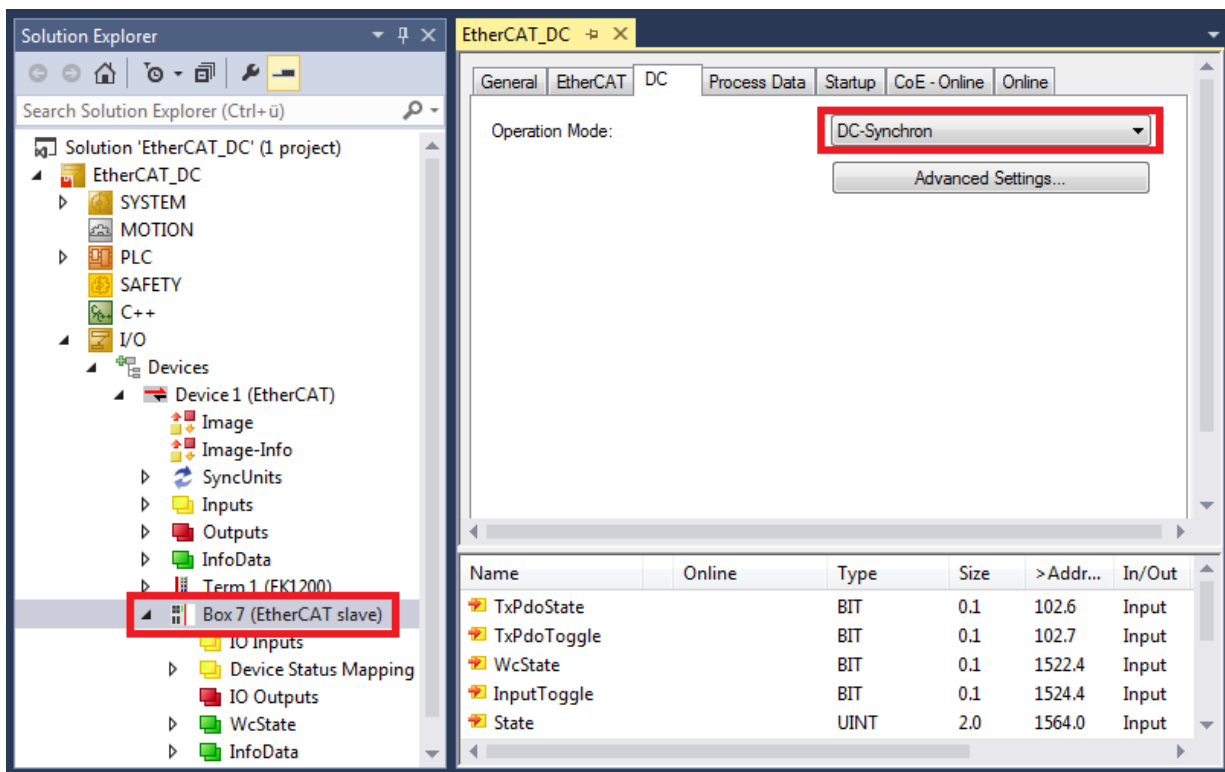 Solution Explorer
Search Solution Explorer (Ctrl+ü)
Solution 'EtherCAT_DC' (1 project)
EtherCAT_DC
SYSTEM
MOTION
PLC
SAFETY
C++
I/O
Devices
Device 1 (EtherCAT)
Image
Image-Info
SyncUnits
Inputs
Outputs
InfoData
Term 1 (EK1200)
Box 7 (EtherCAT slave)
IO Inputs
Device Status Mapping
IO Outputs
WcState
InfoData
EtherCAT_DC
General EtherCAT DC Process Data Startup CoE - Online Online
Operation Mode: DC-Synchron
Advanced Settings...
Name Online Type Size >Addr... In/Out
TxPdoState BIT 0.1 102.6 Input
TxPdoToggle BIT 0.1 102.7 Input
WcState BIT 0.1 1522.4 Input
InputToggle BIT 0.1 1524.4 Input
State UINT 2.0 1564.0 Input